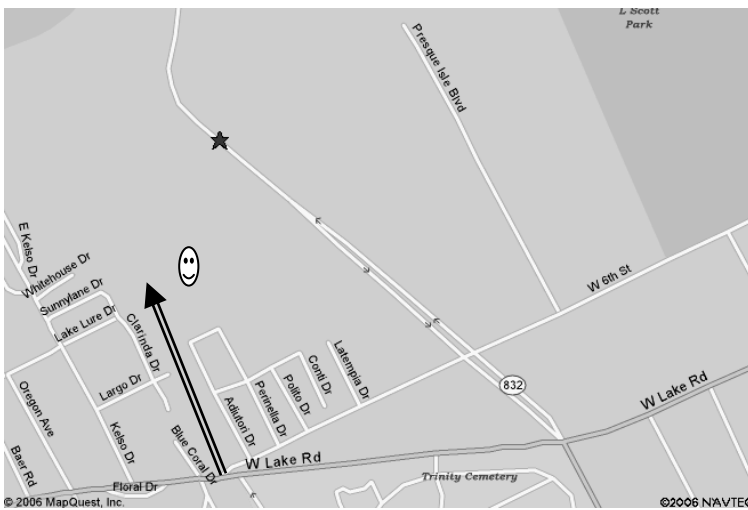 L Scott
Park
Presque Isle Blvd
E Kelso Dr
Whitehouse Dr
Sunnylane Dr
Lake Lure Dr
Clarinda Dr
W 6th St
Latempia Dr
Conti Dr
Polito Dr
Perinella Dr
Adiutori Dr
Largo Dr
Oregon Ave
832
W Lake Rd
Kelso Dr
Blue Coral Dr
Baer Rd
W Lake Rd
Floral Dr
Trinity Cemetery
© 2006 MapQuest, Inc.
©2006 NAVTEQ